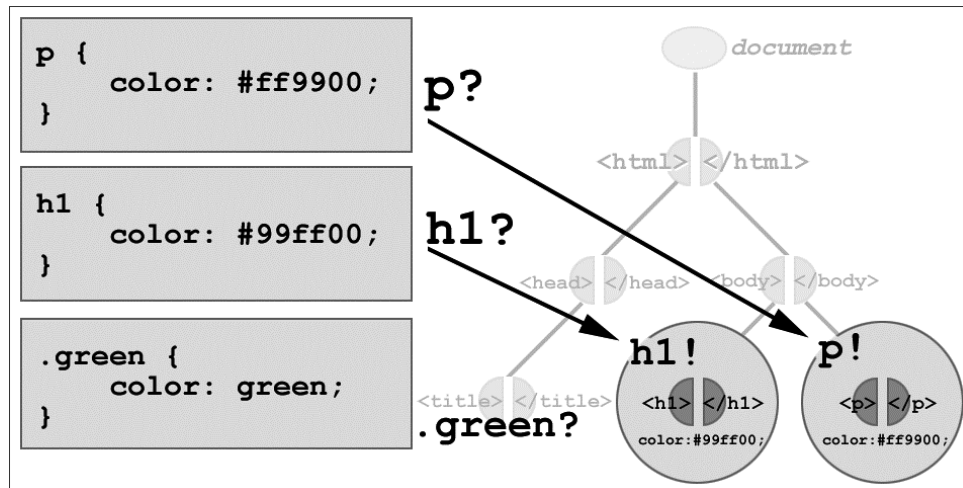 p {
    color: #ff9900;
}
p?
h1 {
    color: #99ff00;
}
h1?
.green {
    color: green;
}
.green?
document
<html> </html>
<head> </head>
<body> </body>
<title> </title>
h1!
<h1> </h1>
color:#99ff00;
p!
<p> </p>
color:#ff9900;